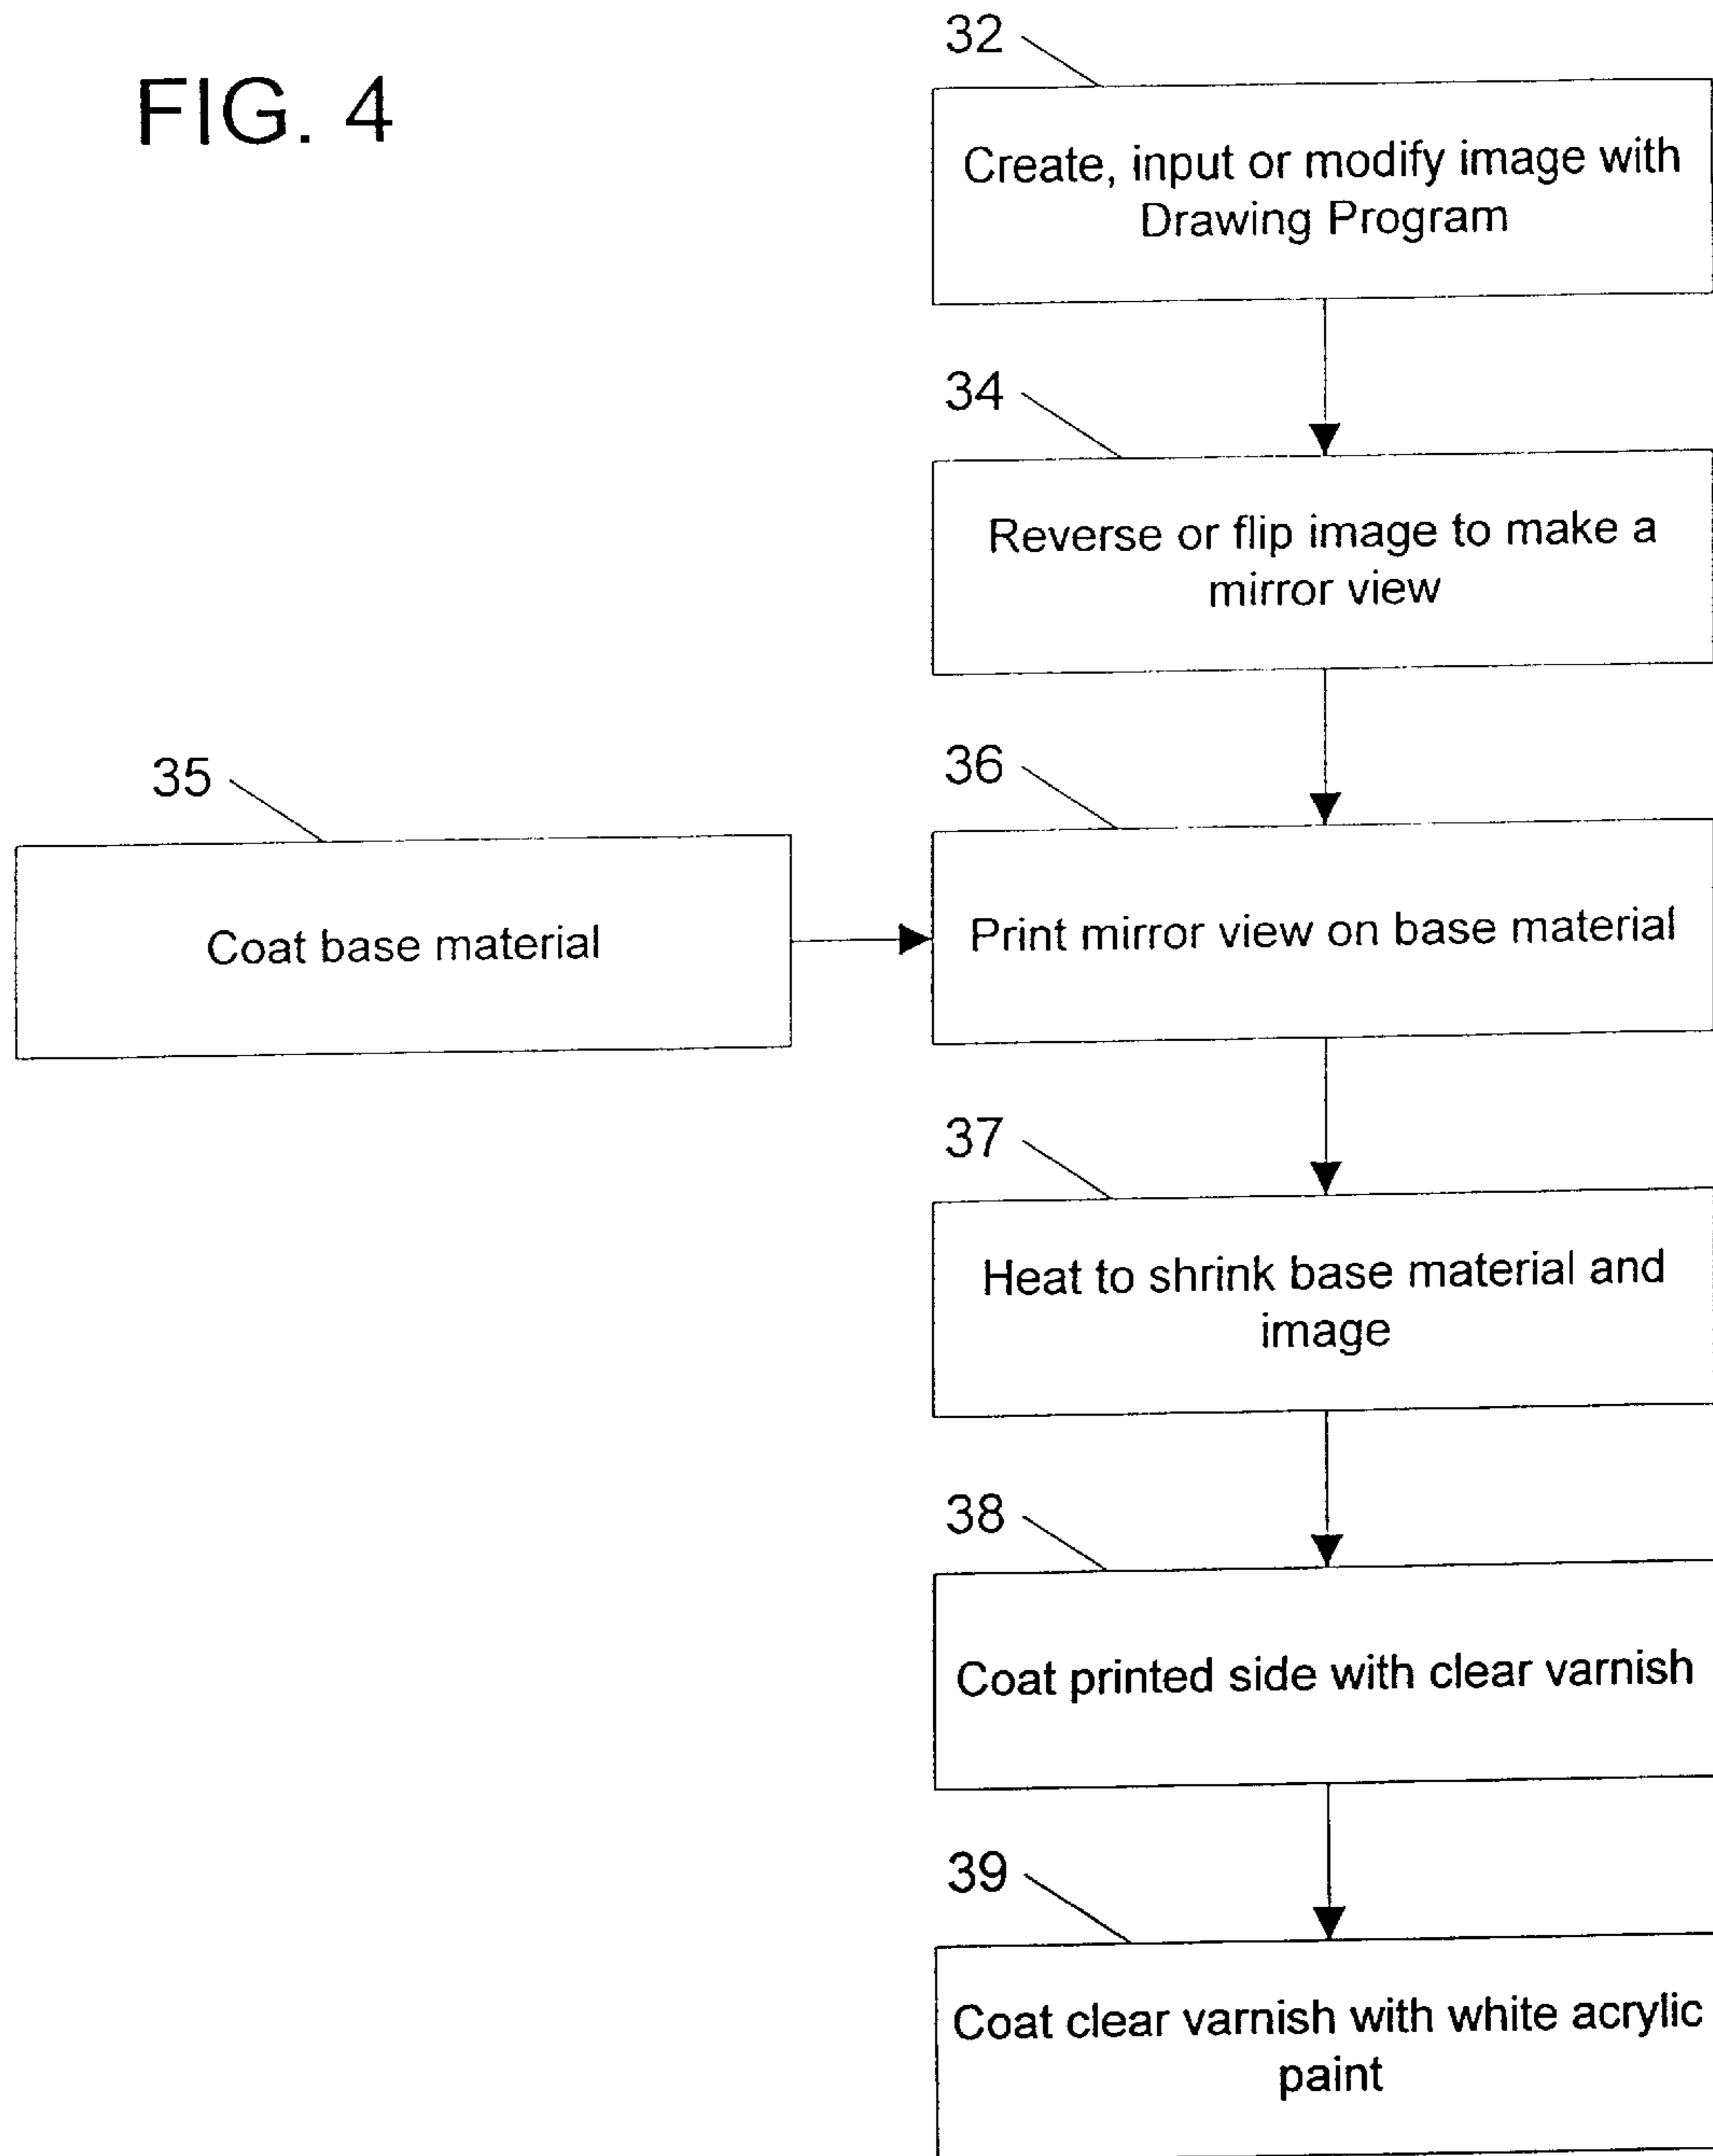 FIG. 4
32
Create, input or modify image with
Drawing Program
34
Reverse or flip image to make a
mirror view
35
Coat base material
36
Print mirror view on base material
37
Heat to shrink base material and
image
38
Coat printed side with clear varnish
39
Coat clear varnish with white acrylic
paint